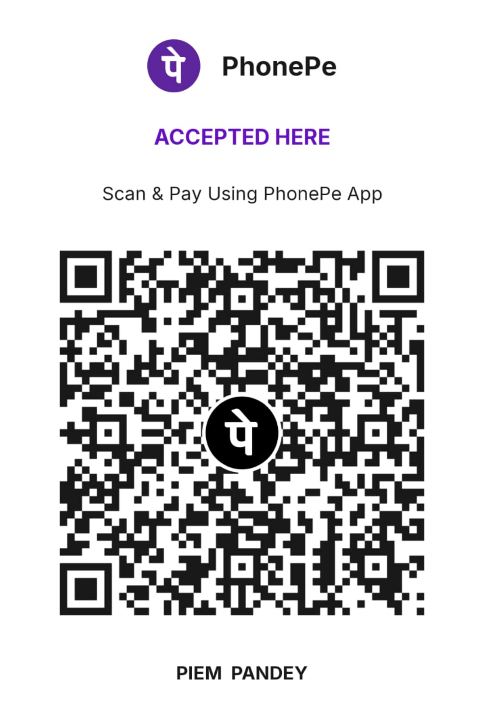 पे PhonePe
ACCEPTED HERE
Scan & Pay Using PhonePe App
पे
PIEM PANDEY